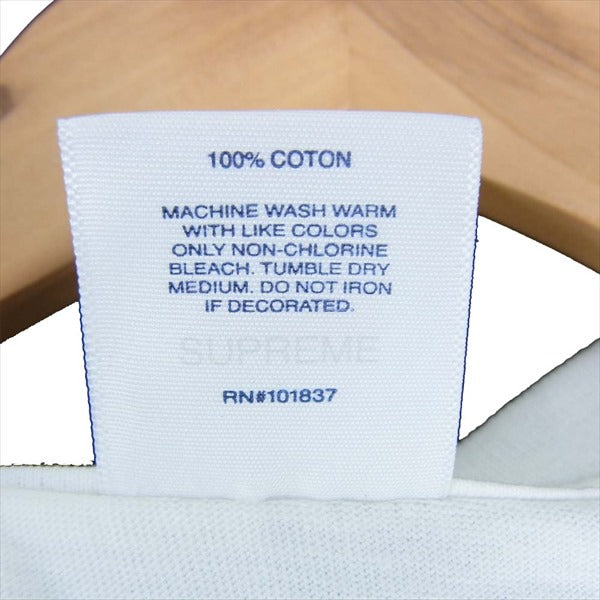 100% COTON
MACHINE WASH WARM
WITH LIKE COLORS
ONLY NON-CHLORINE
BLEACH. TUMBLE DRY
MEDIUM. DO NOT IRON
IF DECORATED.
SUPREME
RN#101837